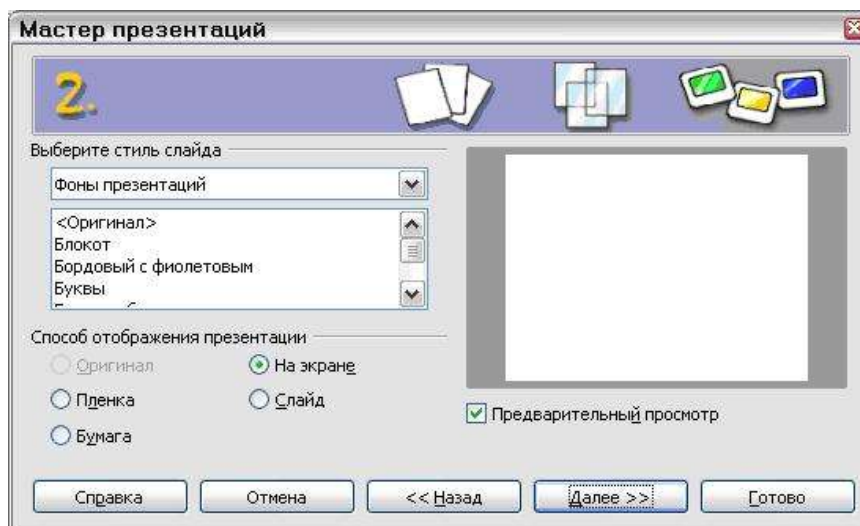 Мастер презентаций
2.
Выберите стиль слайда
Фоны презентаций
<Оригинал>
Блокот
Бордовый с фиолетовым
Буквы
Способ отображения презентации
Оригинал
На экране
Пленка
Слайд
Бумага
Предварительный просмотр
Справка
Отмена
<< Назад
Далее >>
Готово